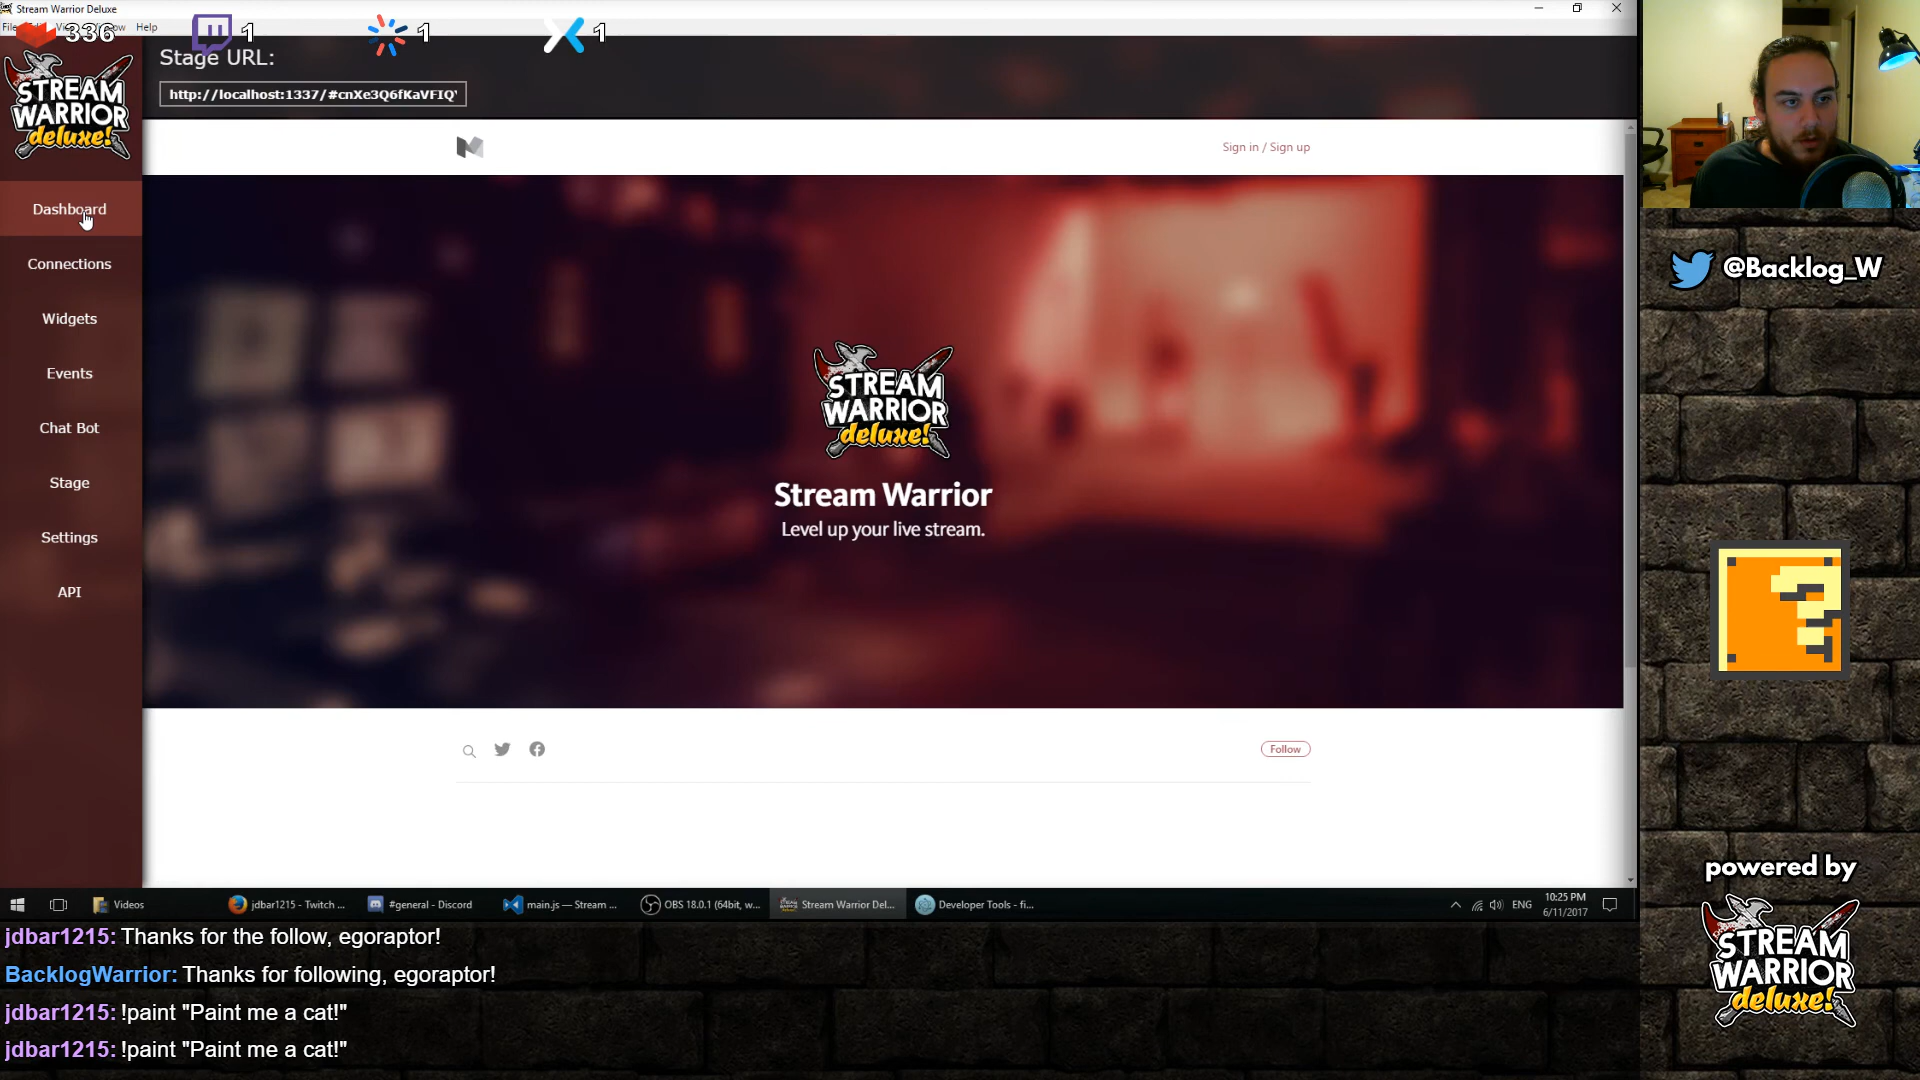 Stream Warrior Deluxe
Help
336
1
1
1
STREAM
WARRIOR
deluxe!
Stage URL:
http://localhost:1337/#cnXe3Q6fKaVFIQ
Sign in / Sign up
Dashboard
Connections
Widgets
Events
Chat Bot
Stage
Settings
API
STREAM
WARRIOR
deluxe!
Stream Warrior
Level up your live stream.
Follow
@Backlog_W
powered by
STREAM
WARRIOR
deluxe!
Videos
jdbar1215 - Twitch ...
#general - Discord
main.js — Stream ...
OBS 18.0.1 (64bit, w...
Stream Warrior Del...
Developer Tools - fi...
ENG
10:25 PM
6/11/2017
jdbar1215: Thanks for the follow, egoraptor!
BacklogWarrior: Thanks for following, egoraptor!
jdbar1215: !paint "Paint me a cat!"
jdbar1215: !paint "Paint me a cat!"